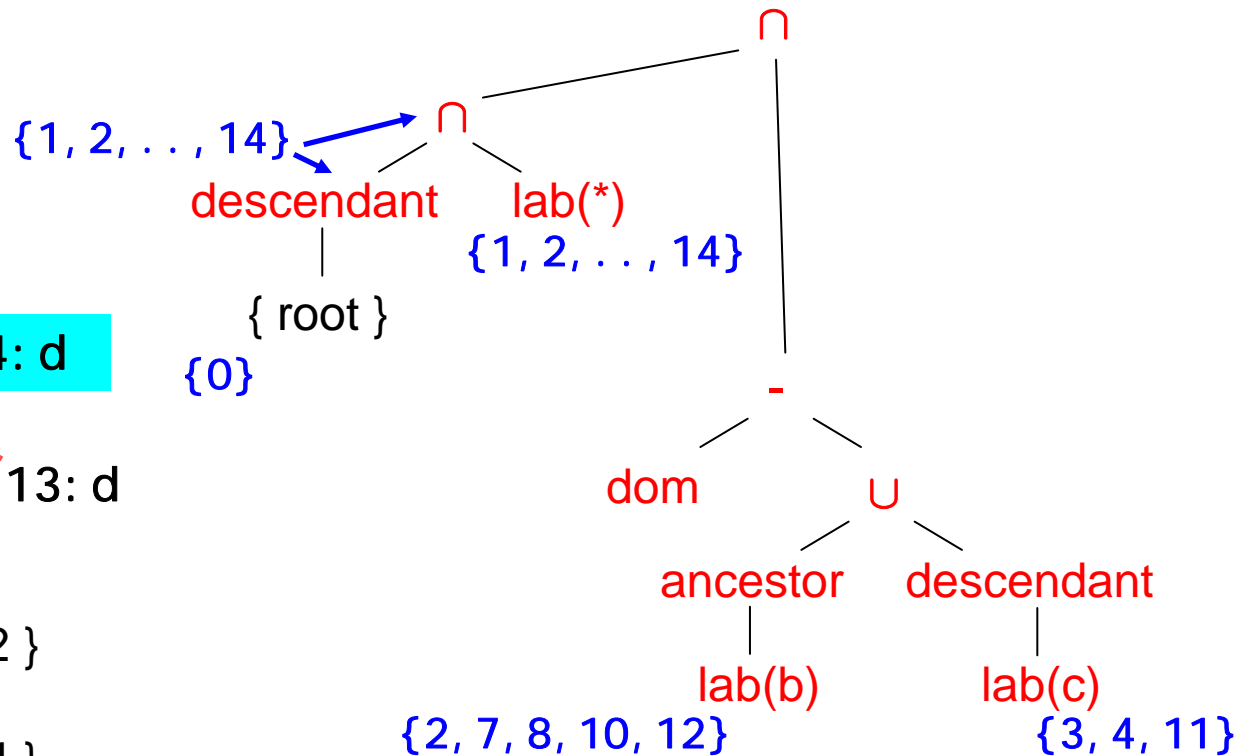 ∩
∩
{1, 2, . . , 14}
descendant lab(*)
{1, 2, . . , 14}
{ root }
4: d
{0}
-
13: d
dom ∪
ancestor descendant
2 }
lab(b) lab(c)
{2, 7, 8, 10, 12} {3, 4, 11}